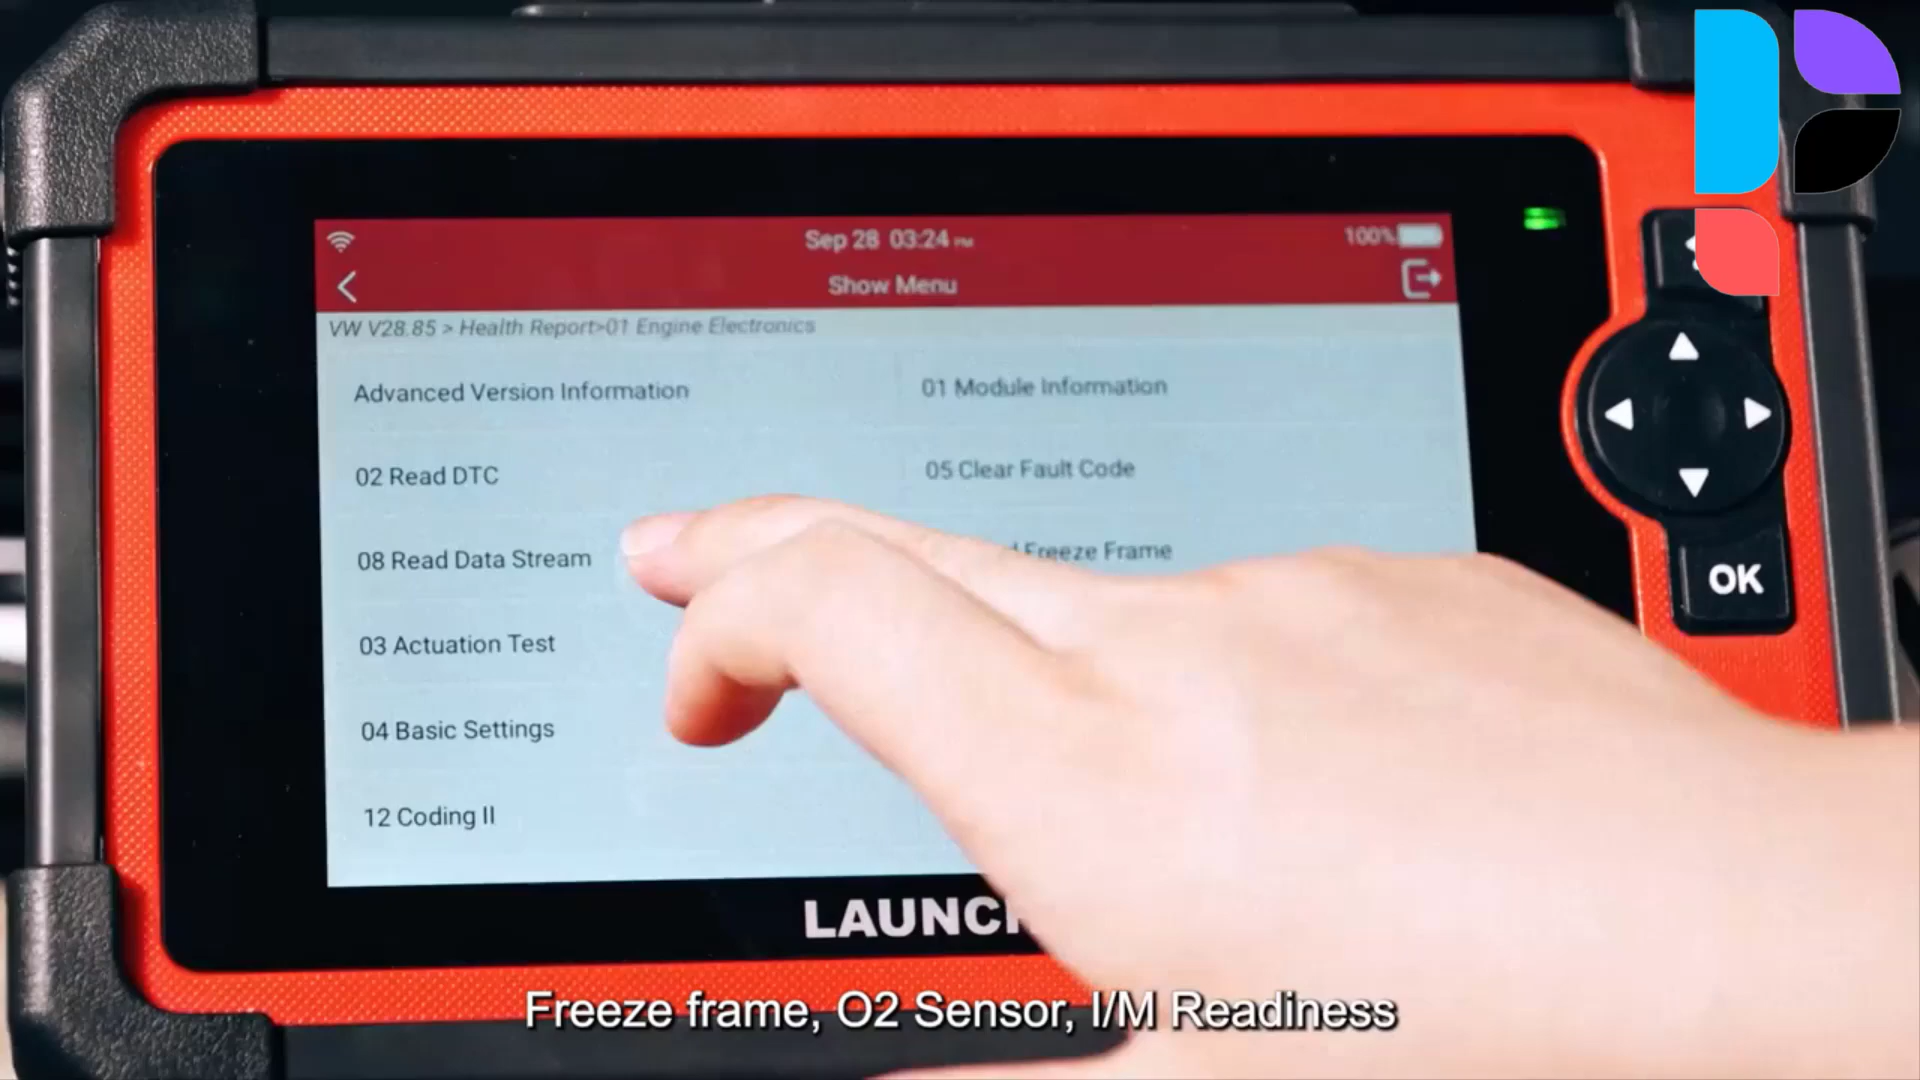 Sep 28 03:24 PM
100%
Show Menu
VW V28.85 > Health Report>01 Engine Electronics
Advanced Version Information
01 Module Information
02 Read DTC
05 Clear Fault Code
08 Read Data Stream
Freeze Frame
03 Actuation Test
OK
04 Basic Settings
12 Coding II
LAUNCH
Freeze frame, O2 Sensor, I/M Readiness